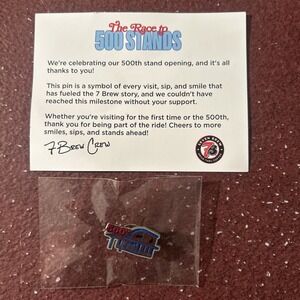 The Race to
500 STANDS
We're celebrating our 500th stand opening, and it's all
thanks to you!
This pin is a symbol of every visit, sip, and smile that
has fueled the 7 Brew story, and we couldn't have
reached this milestone without your support.
Whether you're visiting for the first time or the 500th,
thank you for being part of the ride! Cheers to more
smiles, sips, and stands ahead!
7 Brew Crew
7
500